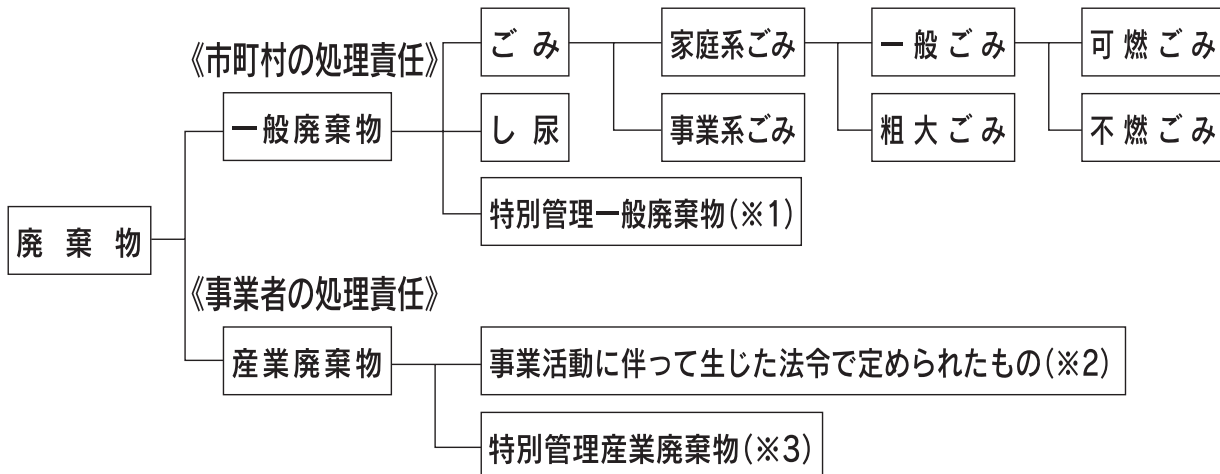 ごみ
家庭系ごみ
一般ごみ
可燃ごみ
《市町村の処理責任》
一般廃棄物
し尿
事業系ごみ
粗大ごみ
不燃ごみ
特別管理一般廃棄物(※1)
廃棄物
《事業者の処理責任》
産業廃棄物
事業活動に伴って生じた法令で定められたもの(※2)
特別管理産業廃棄物(※3)